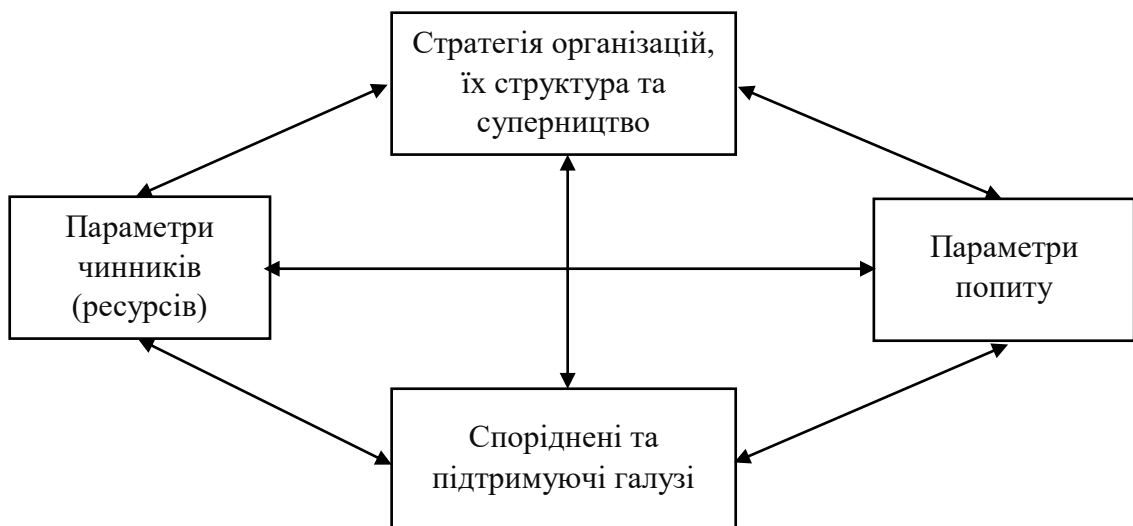 Стратегія організацій,
їх структура та
суперництво
Параметри
чинників
(ресурсів)
Параметри
попиту
Споріднені та
підтримуючі галузі